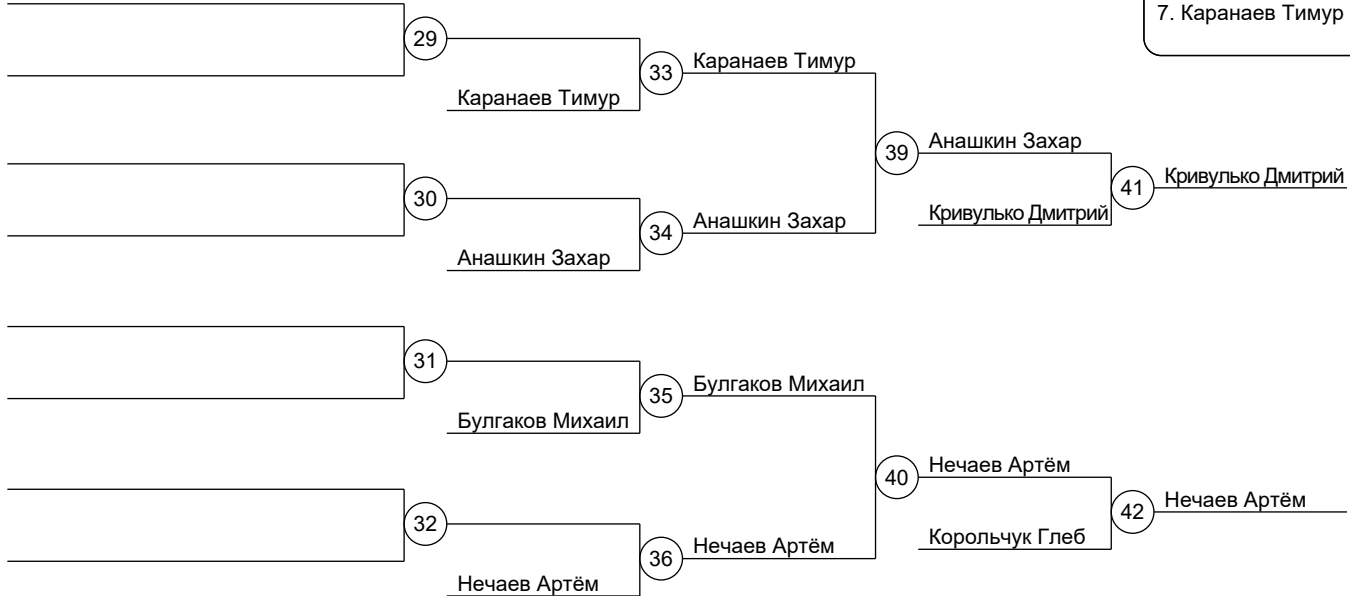 7. Каранаев Тимур
29
33
Каранаев Тимур
Каранаев Тимур
39
Анашкин Захар
30
34
Анашкин Захар
Анашкин Захар
Кривулько Дмитрий
41
Кривулько Дмитрий
31
35
Булгаков Михаил
Булгаков Михаил
40
Нечаев Артём
32
36
Нечаев Артём
Нечаев Артём
Корольчук Глеб
42
Нечаев Артём